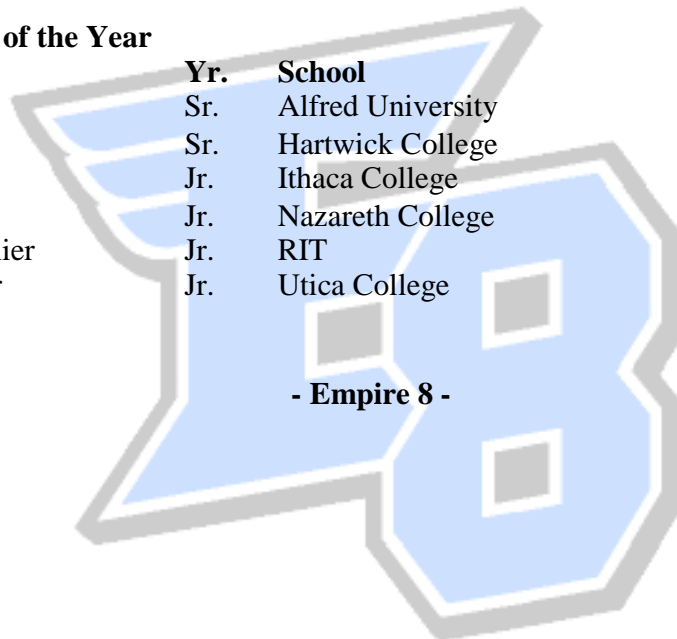 of the Year
Yr. School
Sr. Alfred University
Sr. Hartwick College
Jr. Ithaca College
Jr. Nazareth College
Jr. RIT
Jr. Utica College
- Empire 8 -
E8